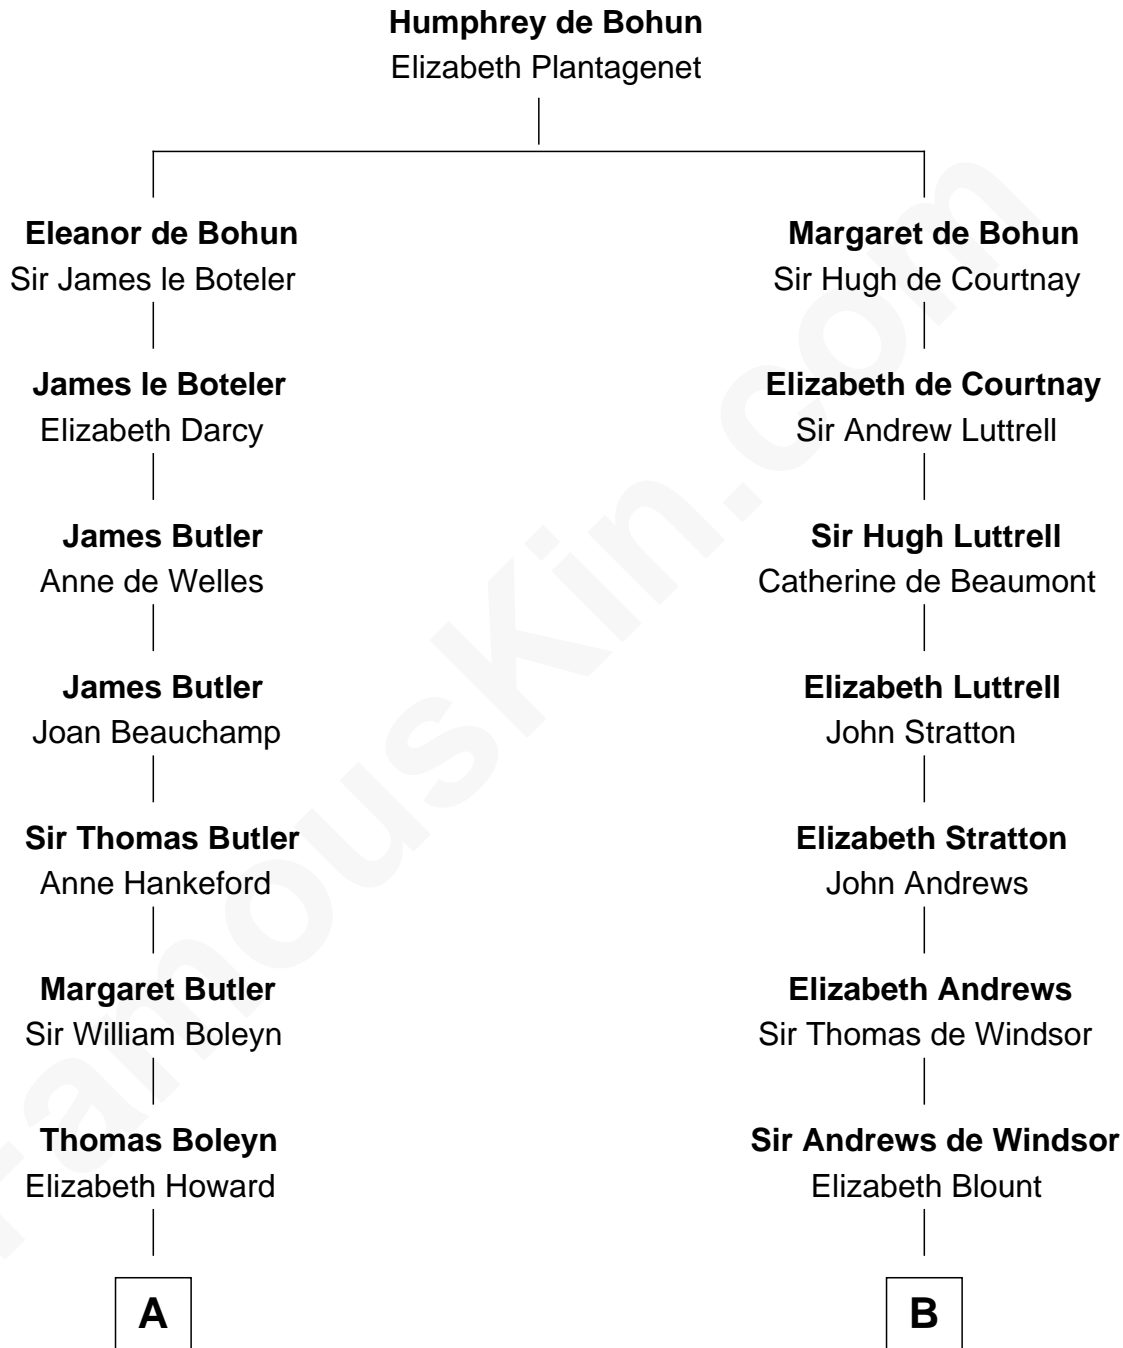 Humphrey de Bohun
Elizabeth Plantagenet
Eleanor de Bohun
Sir James le Boteler
Margaret de Bohun
Sir Hugh de Courtnay
James le Boteler
Elizabeth Darcy
Elizabeth de Courtnay
Sir Andrew Luttrell
James Butler
Anne de Welles
Sir Hugh Luttrell
Catherine de Beaumont
James Butler
Joan Beauchamp
Elizabeth Luttrell
John Stratton
Sir Thomas Butler
Anne Hankeford
Elizabeth Stratton
John Andrews
Margaret Butler
Sir William Boleyn
Elizabeth Andrews
Sir Thomas de Windsor
Thomas Boleyn
Elizabeth Howard
Sir Andrews de Windsor
Elizabeth Blount
A
B
FamousKin.com